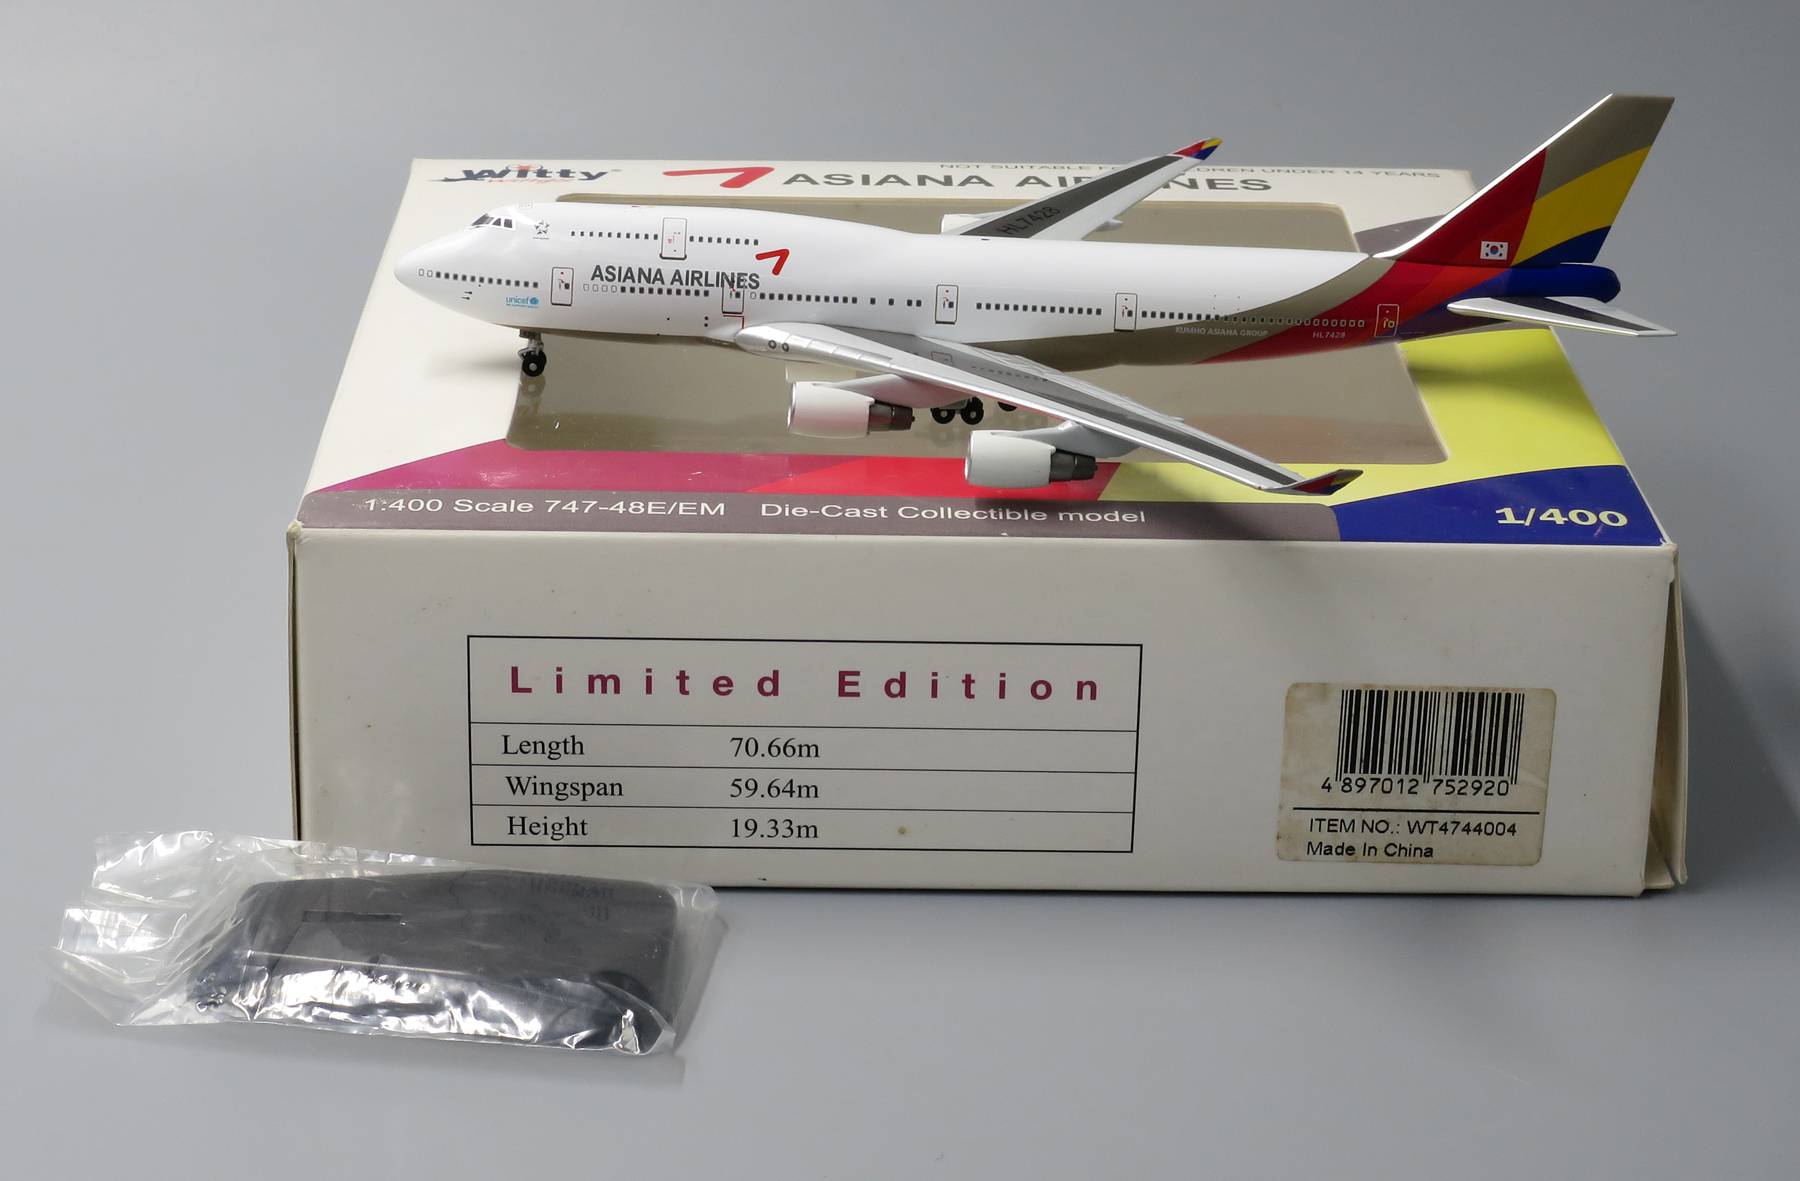 witty wings
ASIANA AIRLINES
NOT SUITABLE F DREN UNDER 14 YEARS
HL7428
ASIANA AIRLINES
unicef
KUMHO ASIANA GROUP
HL7428
1:400 Scale 747-48E/EM Die-Cast Collectible model
1/400
Limited Edition
Length 70.66m
Wingspan 59.64m
Height 19.33m
4 897012 752920
ITEM NO.: WT4744004
Made In China